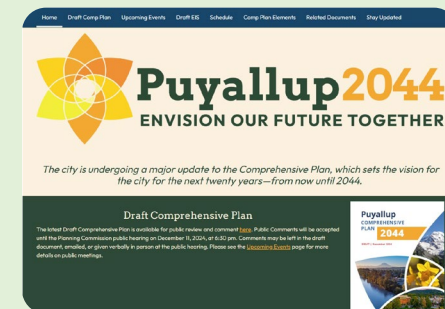 Home Draft Comp Plan Upcoming Events Draft EIS Schedule Comp Plan Elements Related Documents Stay Updated
Puyallup2044
ENVISION OUR FUTURE TOGETHER
The city is undergoing a major update to the Comprehensive Plan, which sets the vision for
the city for the next twenty years—from now until 2044.
Draft Comprehensive Plan
The latest Draft Comprehensive Plan is available for public review and comment here. Public Comments will be accepted
until the Planning Commission public hearing on December 11, 2024, at 6:30 pm. Comments may be left in the draft
document, emailed, or given verbally in person at the public hearing. Please see the Upcoming Events page for more
details on public meetings.
Puyallup
COMPREHENSIVE
PLAN 2044